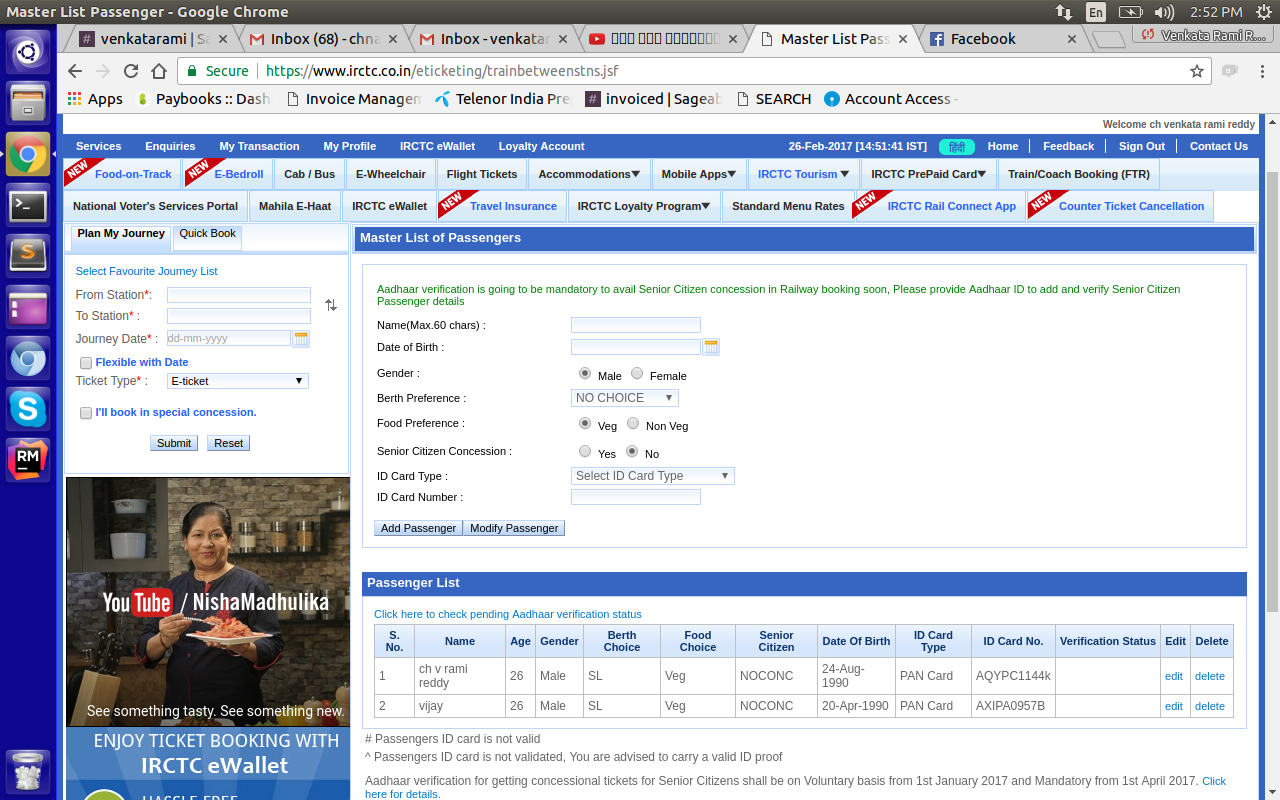 Master List Passenger - Google Chrome
En
2:52 PM
venkatarami | Sa
Inbox (68) - chna
Inbox - venkatar
Master List Pass
Facebook
Venkata Rami R...
Secure
https://www.irctc.co.in/eticketing/trainbetweenstns.jsf
Apps
Paybooks :: Dash
Invoice Managem
Telenor India Pre
invoiced | Sageab
SEARCH
Account Access -
Welcome ch venkata rami reddy
Services Enquiries My Transaction My Profile IRCTC eWallet Loyalty Account 26-Feb-2017 [14:51:41 IST] हिंदी Home Feedback Sign Out Contact Us
NEW Food-on-Track NEW E-Bedroll Cab / Bus E-Wheelchair Flight Tickets Accommodations▼ Mobile Apps▼ IRCTC Tourism ▼ IRCTC PrePaid Card▼ Train/Coach Booking (FTR)
National Voter's Services Portal Mahila E-Haat IRCTC eWallet NEW Travel Insurance IRCTC Loyalty Program▼ Standard Menu Rates NEW IRCTC Rail Connect App NEW Counter Ticket Cancellation
Plan My Journey Quick Book
Select Favourite Journey List
From Station*:
To Station* :
Journey Date* : dd-mm-yyyy
Flexible with Date
Ticket Type* : E-ticket
I'll book in special concession.
Submit Reset
You Tube / NishaMadhulika
See something tasty. See something new.
ENJOY TICKET BOOKING WITH
IRCTC eWallet
HASSLE FREE
Master List of Passengers
Aadhaar verification is going to be mandatory to avail Senior Citizen concession in Railway booking soon, Please provide Aadhaar ID to add and verify Senior Citizen
Passenger details
Name(Max.60 chars) :
Date of Birth :
Gender : Male Female
Berth Preference : NO CHOICE
Food Preference : Veg Non Veg
Senior Citizen Concession : Yes No
ID Card Type : Select ID Card Type
ID Card Number :
Add Passenger Modify Passenger
Passenger List
Click here to check pending Aadhaar verification status
S. No. Name Age Gender Berth Choice Food Choice Senior Citizen Date Of Birth ID Card Type ID Card No. Verification Status Edit Delete
1 ch v rami reddy 26 Male SL Veg NOCONC 24-Aug-1990 PAN Card AQYPC1144k edit delete
2 vijay 26 Male SL Veg NOCONC 20-Apr-1990 PAN Card AXIPA0957B edit delete
# Passengers ID card is not valid
^ Passengers ID card is not validated, You are advised to carry a valid ID proof
Aadhaar verification for getting concessional tickets for Senior Citizens shall be on Voluntary basis from 1st January 2017 and Mandatory from 1st April 2017. Click
here for details.